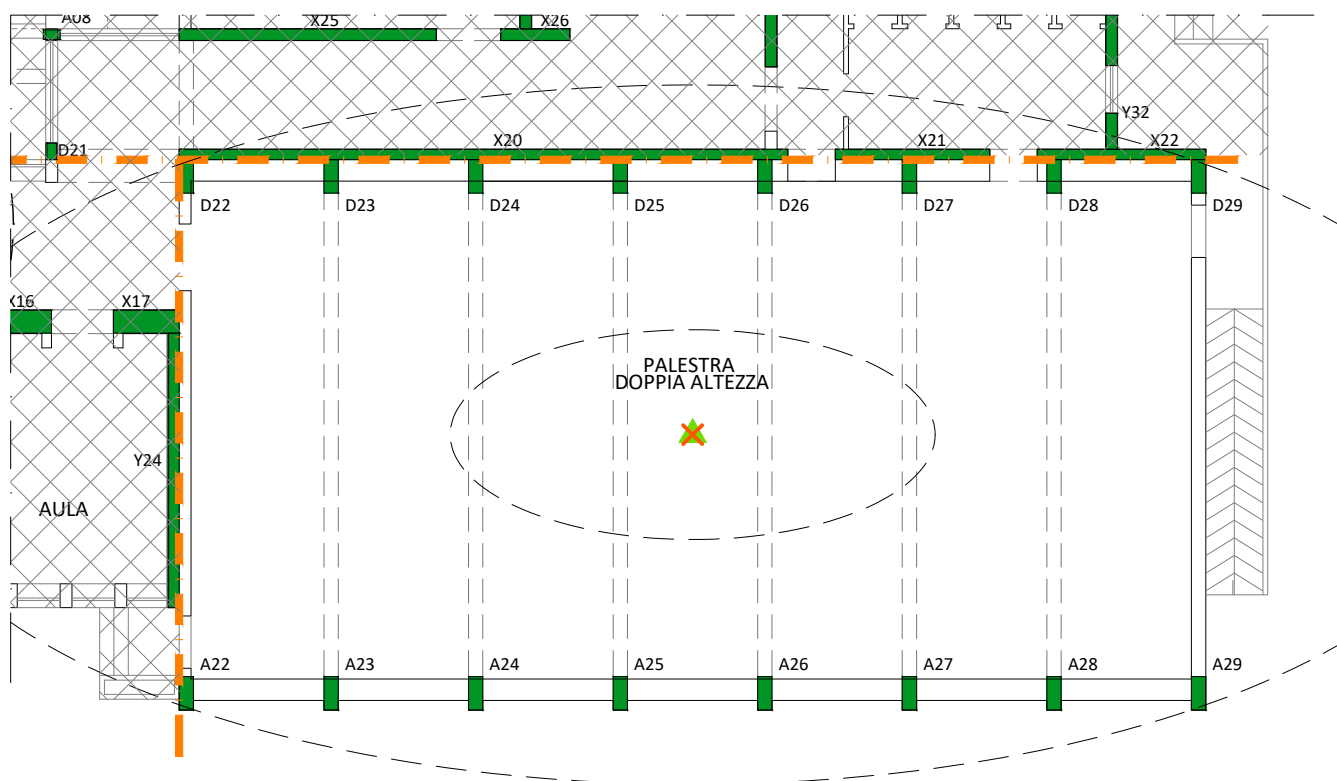 A08
X25
X26
Y32
D21
X20
X21
X22
D22
D23
D24
D25
D26
D27
D28
D29
X16
X17
PALESTRA
DOPPIA ALTEZZA
Y24
AULA
A22
A23
A24
A25
A26
A27
A28
A29